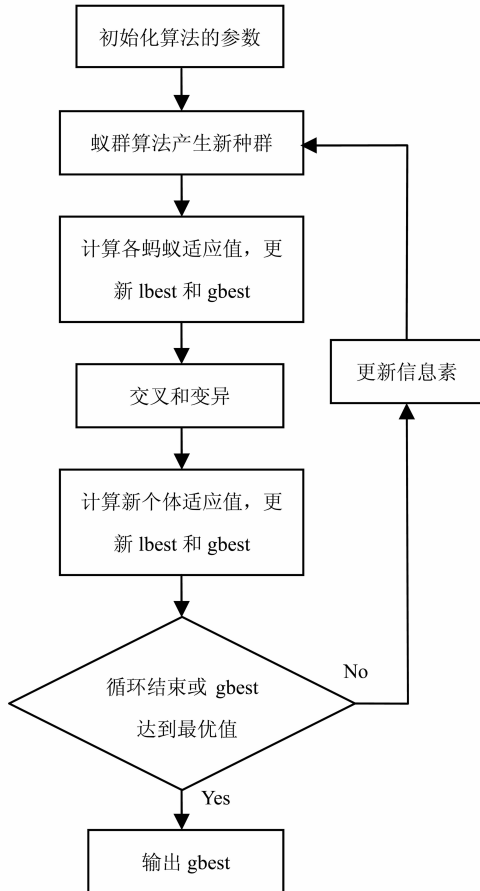 初始化算法的参数
蚁群算法产生新种群
计算各蚂蚁适应值，更
新 lbest 和 gbest
交叉和变异
更新信息素
计算新个体适应值，更
新 lbest 和 gbest
循环结束或 gbest
达到最优值
No
Yes
输出 gbest